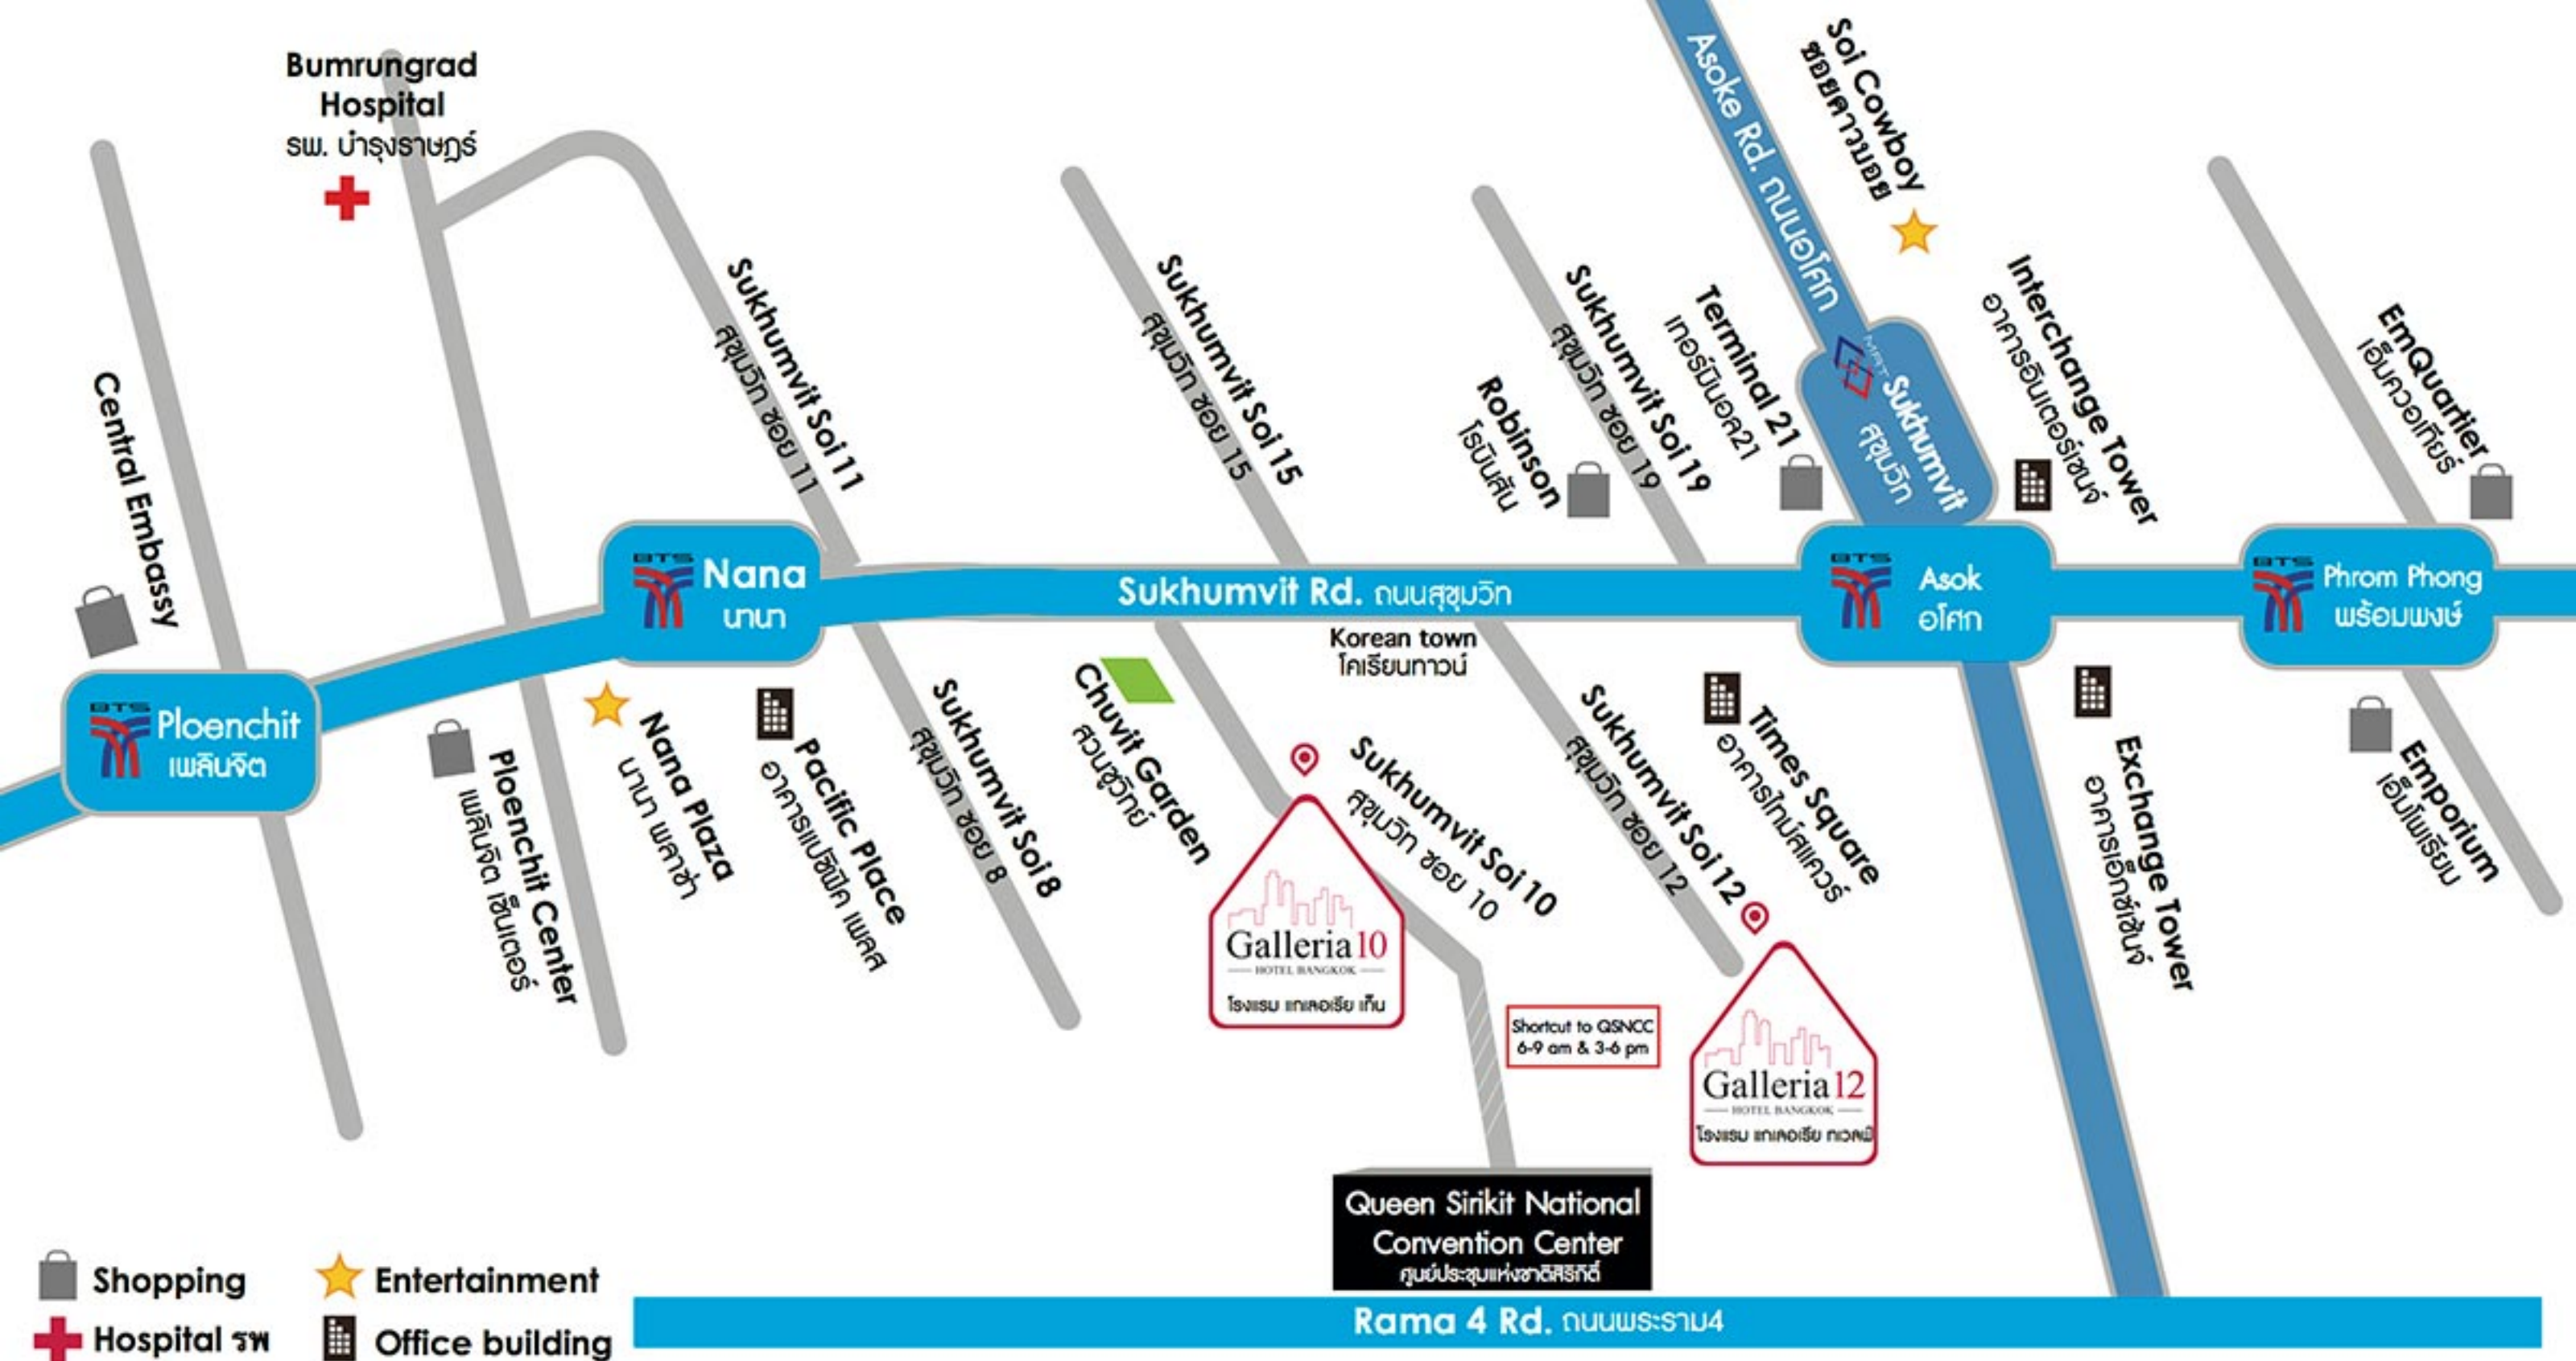 Bumrungrad
Hospital
รพ. บำรุงราษฎร์
Central Embassy
Sukhumvit Soi 11
สุขุมวิท ซอย 11
Sukhumvit Soi 15
สุขุมวิท ซอย 15
Robinson
โรบินสัน
Sukhumvit Soi 19
สุขุมวิท ซอย 19
Terminal 21
เทอร์มินอล21
Asoke Rd. ถนนอโศก
Soi Cowboy
ซอยคาวบอย
MRT
Sukhumvit
สุขุมวิท
Interchange Tower
อาคารอินเตอร์เชนจ์
EmQuartier
เอ็มควอเทียร์
BTS
Ploenchit
เพลินจิต
BTS
Nana
นานา
Sukhumvit Rd. ถนนสุขุมวิท
BTS
Asok
อโศก
BTS
Phrom Phong
พร้อมพงษ์
Ploenchit Center
เพลินจิต เซ็นเตอร์
Nana Plaza
นานา พลาซ่า
Pacific Place
อาคารแปซิฟิค เพลส
Sukhumvit Soi 8
สุขุมวิท ซอย 8
Chuvit Garden
สวนชูวิทย์
Korean town
โคเรียนทาวน์
Sukhumvit Soi 10
สุขุมวิท ซอย 10
Sukhumvit Soi 12
สุขุมวิท ซอย 12
Times Square
อาคารไทม์สแควร์
Exchange Tower
อาคารเอ็กซ์เช้นจ์
Emporium
เอ็มโพเรียม
Galleria10
HOTEL BANGKOK
โรงแรม แกเลอเรีย เท็น
Shortcut to QSNCC
6-9 am & 3-6 pm
Galleria12
HOTEL BANGKOK
โรงแรม แกเลอเรีย ทเวลฟ์
Queen Sirikit National
Convention Center
ศูนย์ประชุมแห่งชาติสิริกิติ์
Rama 4 Rd. ถนนพระราม4
Shopping
Entertainment
Hospital รพ
Office building